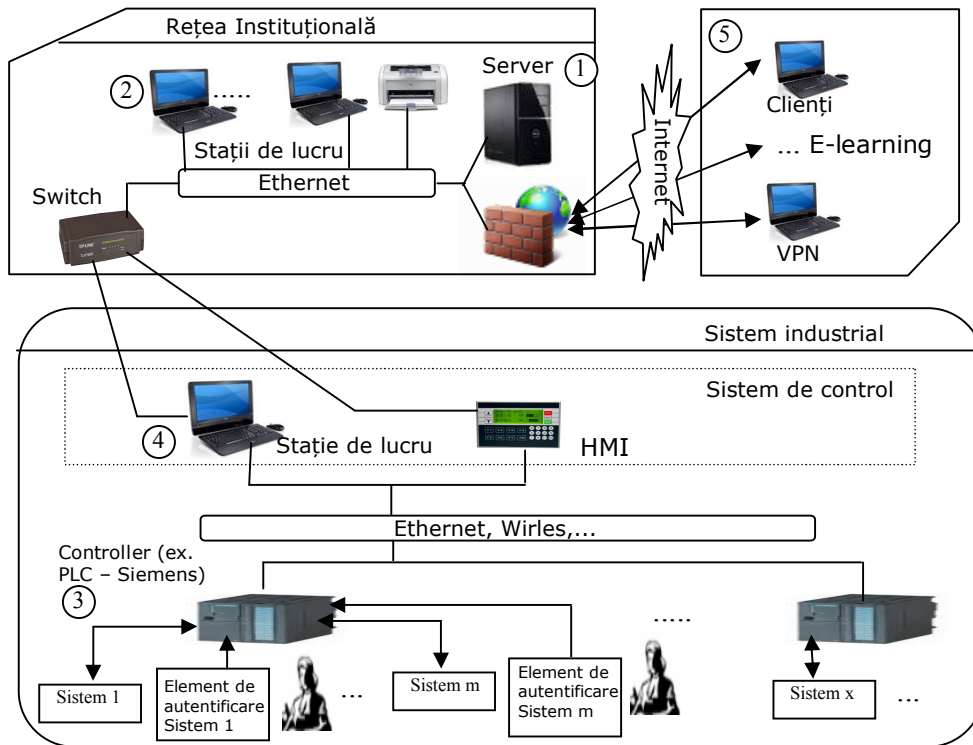 Rețea Instituțională
5
Server
1
2
.....
Clienți
Internet
Stații de lucru
... E-learning
Ethernet
Switch
TP-LINK
VPN
Sistem industrial
Sistem de control
4
Stație de lucru
HMI
Ethernet, Wirles,...
Controller (ex.
PLC – Siemens)
3
.....
Sistem 1
Element de
autentificare
Sistem 1
...
Sistem m
Element de
autentificare
Sistem m
Sistem x
...